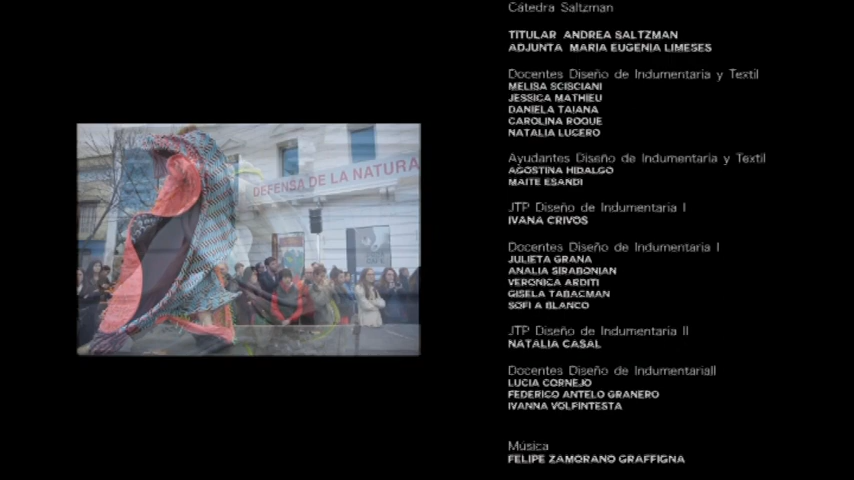 Cátedra Saltzman
TITULAR ANDREA SALTZMAN
ADJUNTA MARIA EUGENIA LIMESES
Docentes Diseño de Indumentaria y Textil
MELISA SCISCIANI
JESSICA MATHIEU
DANIELA TAIANA
CAROLINA ROQUE
NATALIA LUCERO
Ayudantes Diseño de Indumentaria y Textil
AGOSTINA HIDALGO
MAITE ESANDI
JTP Diseño de Indumentaria I
IVANA CRIVOS
Docentes Diseño de Indumentaria I
JULIETA GRANA
ANALIA SIRABONIAN
VERONICA ARDITI
GISELA TABACMAN
SOFI A BLANCO
JTP Diseño de Indumentaria II
NATALIA CASAL
Docentes Diseño de IndumentariaII
LUCIA CORNEJO
FEDERICO ANTELO GRANERO
IVANNA VOLPINTESTA
Música
FELIPE ZAMORANO GRAFFIGNA
DEFENSA DE LA NATURA